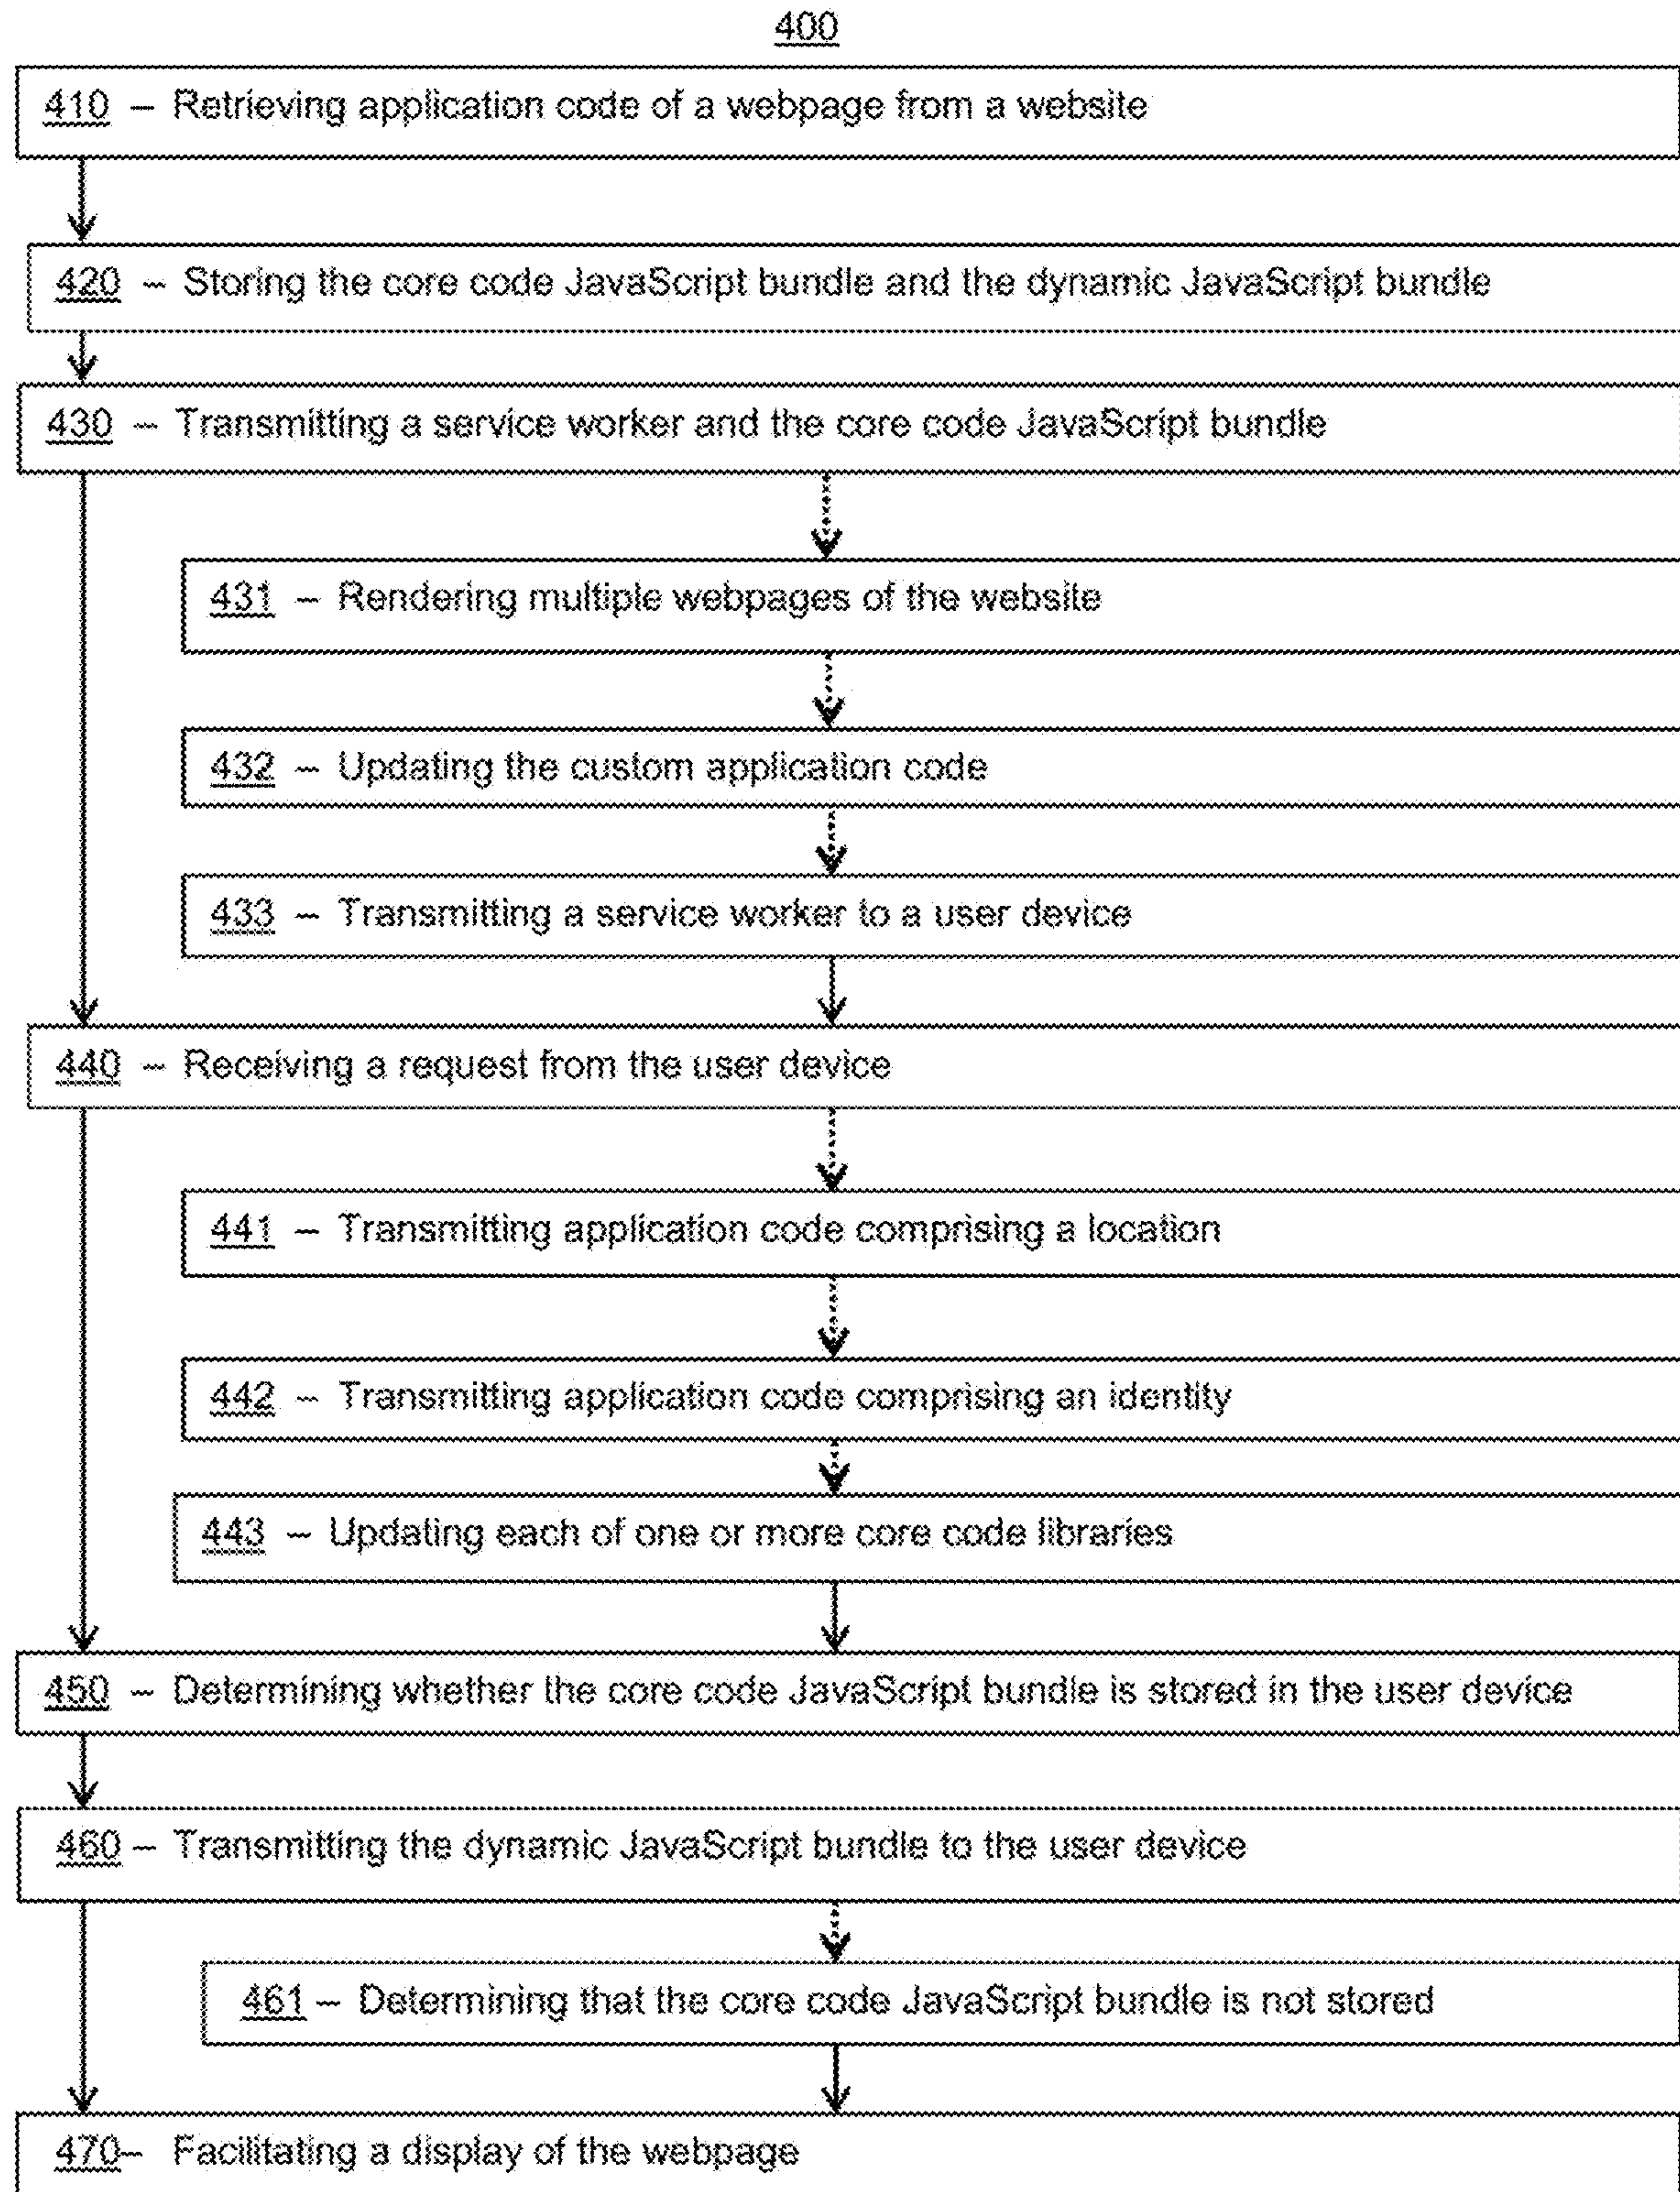 400
410 – Retrieving application code of a webpage from a website
420 – Storing the core code JavaScript bundle and the dynamic JavaScript bundle
430 – Transmitting a service worker and the core code JavaScript bundle
431 – Rendering multiple webpages of the website
432 – Updating the custom application code
433 – Transmitting a service worker to a user device
440 – Receiving a request from the user device
441 – Transmitting application code comprising a location
442 – Transmitting application code comprising an identity
443 – Updating each of one or more core code libraries
450 – Determining whether the core code JavaScript bundle is stored in the user device
460 – Transmitting the dynamic JavaScript bundle to the user device
461 – Determining that the core code JavaScript bundle is not stored
470– Facilitating a display of the webpage